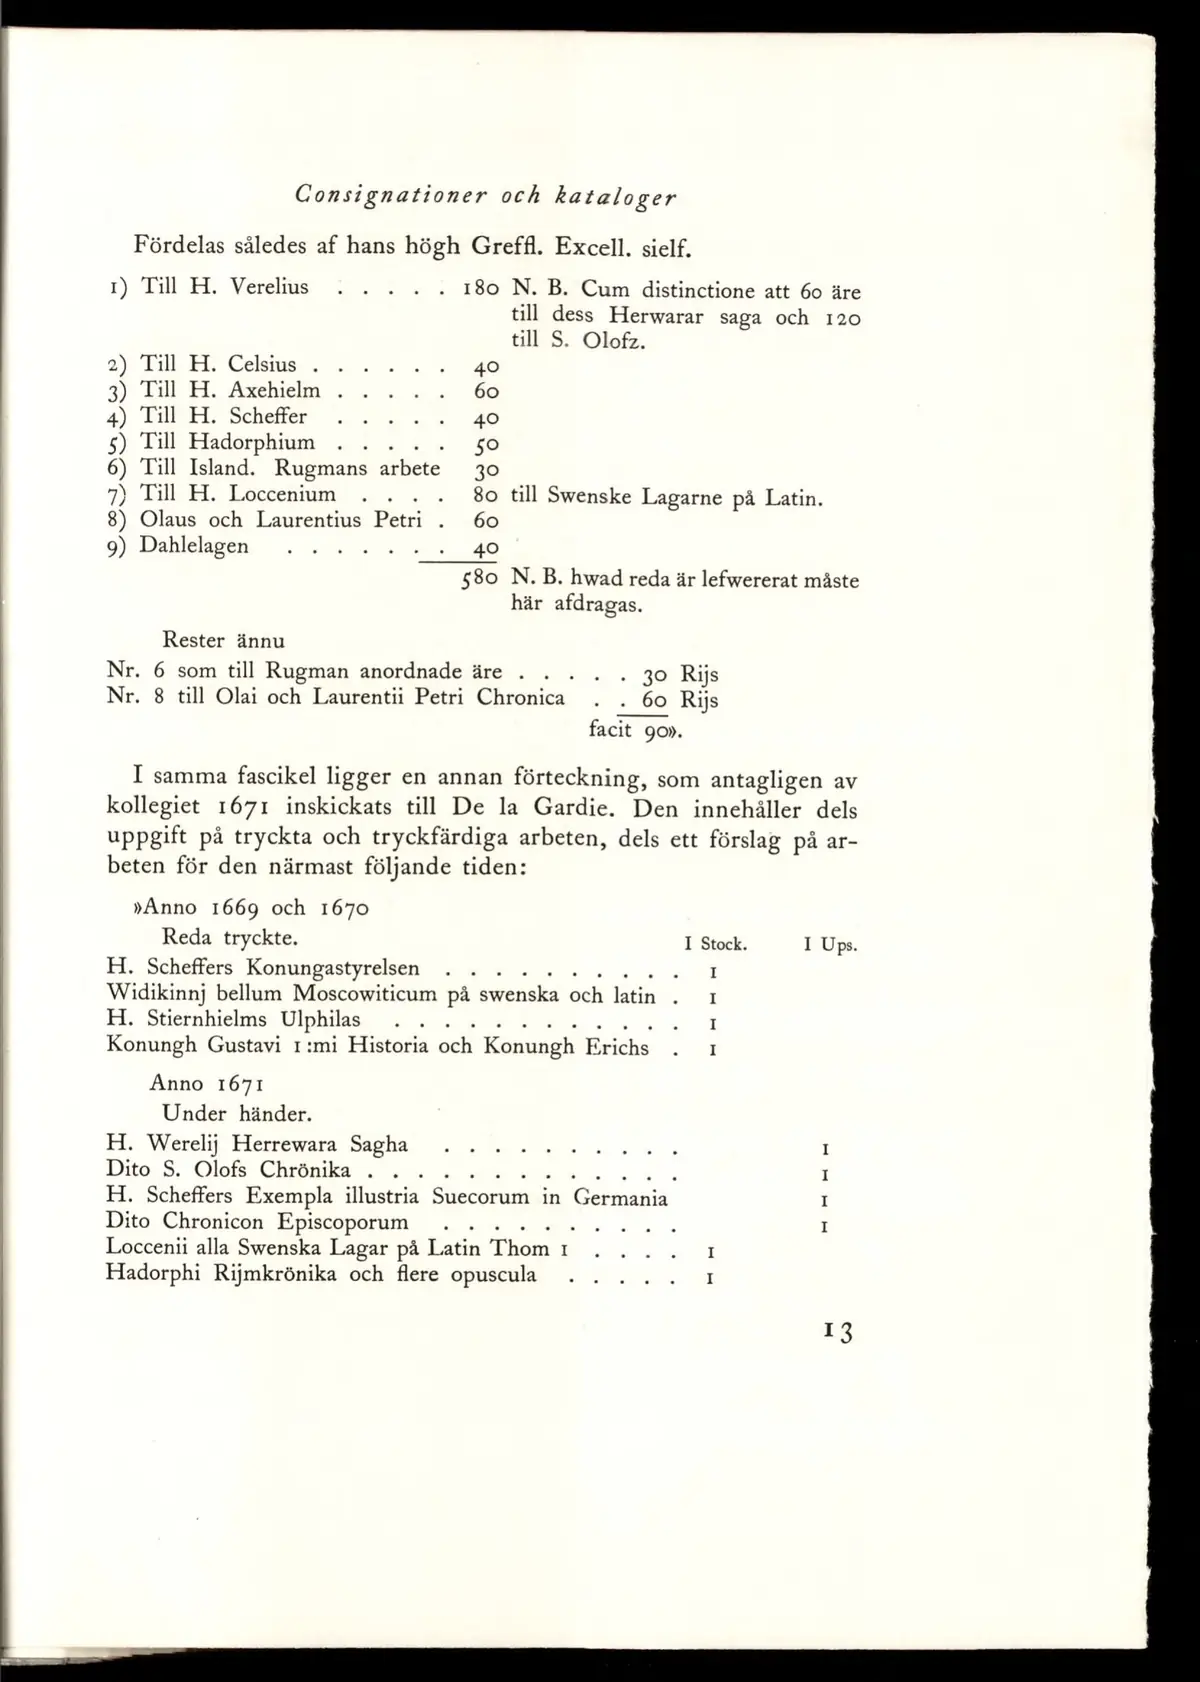 Consignationer och kataloger
Fördelas således af hans högh Greffl. Excell. sielf.
1) Till H. Verelius . . . . . 180 N. B. Cum distinctione att 60 äre
till dess Herwarar saga och 120
till S. Olofz.
2) Till H. Celsius . . . . . . 40
3) Till H. Axehielm . . . . . 60
4) Till H. Scheffer . . . . . 40
5) Till Hadorphium . . . . . 50
6) Till Island. Rugmans arbete 30
7) Till H. Loccenium . . . . 80 till Swenske Lagarne på Latin.
8) Olaus och Laurentius Petri . 60
9) Dahlelagen . . . . . . . 40
580 N. B. hwad reda är lefwererat måste
här afdragas.
Rester ännu
Nr. 6 som till Rugman anordnade äre . . . . . 30 Rijs
Nr. 8 till Olai och Laurentii Petri Chronica . . 60 Rijs
facit 90».
I samma fascikel ligger en annan förteckning, som antagligen av
kollegiet 1671 inskickats till De la Gardie. Den innehåller dels
uppgift på tryckta och tryckfärdiga arbeten, dels ett förslag på ar-
beten för den närmast följande tiden:
»Anno 1669 och 1670
Reda tryckte. I Stock. I Ups.
H. Scheffers Konungastyrelsen . . . . . . . . . . 1
Widikinnj bellum Moscowiticum på swenska och latin . 1
H. Stiernhielms Ulphilas . . . . . . . . . . . . 1
Konungh Gustavi 1:mi Historia och Konungh Erichs . 1
Anno 1671
Under händer.
H. Werelij Herrewara Sagha . . . . . . . . . . 1
Dito S. Olofs Chrönika . . . . . . . . . . . . . 1
H. Scheffers Exempla illustria Suecorum in Germania 1
Dito Chronicon Episcoporum . . . . . . . . . . 1
Loccenii alla Swenska Lagar på Latin Thom 1 . . . . 1
Hadorphi Rijmkrönika och flere opuscula . . . . . 1
13